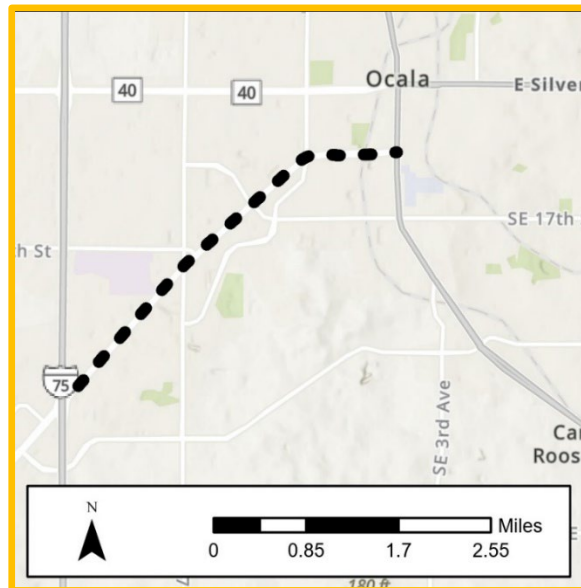 40
40
Ocala
E Silver
SE 17th
h St
75
SE 3rd Ave
Ca
Roos
N
Miles
0 0.85 1.7 2.55
180 ft